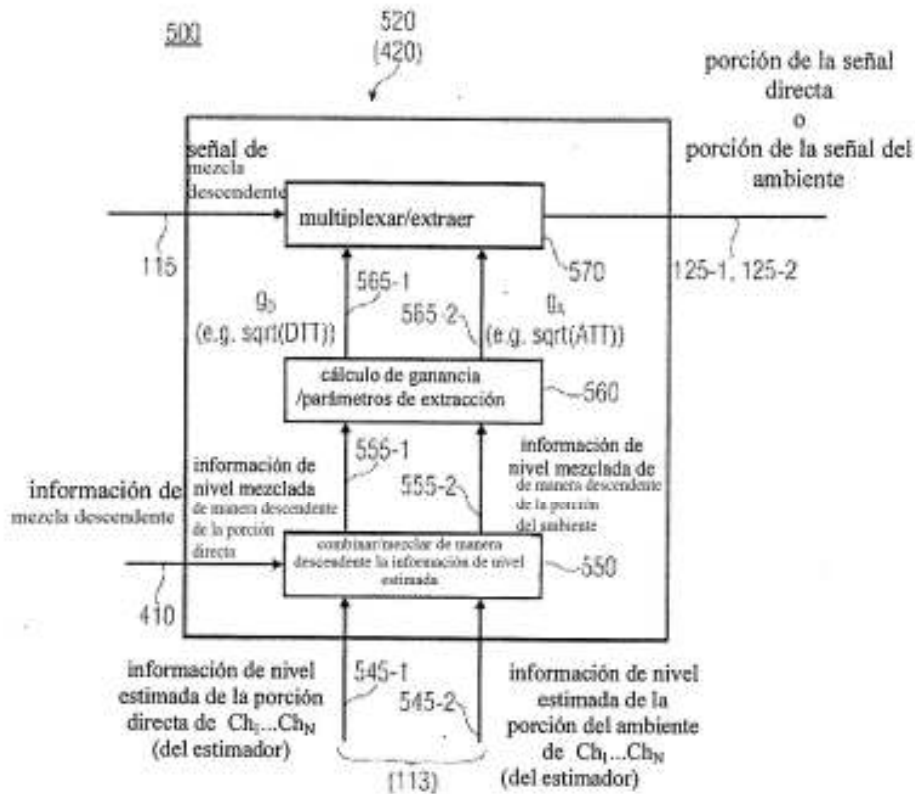 500
520
(420)
porción de la señal
directa
o
porción de la señal del
ambiente
señal de
mezcla
descendente
multiplexar/extraer
115
570
125-1, 125-2
565-1
565-2
g_D
(e.g. sqrt(DTT))
g_A
(e.g. sqrt(ATT))
cálculo de ganancia
/parámetros de extracción
560
555-1
555-2
información de
nivel mezclada
de manera descendente
de la porción
directa
información de
nivel mezclada de
de manera descendente
de la porción
del ambiente
información de
mezcla descendente
combinar/mezclar de manera
descendente la información de nivel
estimada
550
410
información de nivel
estimada de la porción
directa de Ch₁...Ch_N
(del estimador)
545-1
545-2
información de nivel
estimada de la
porción del ambiente
de Ch₁...Ch_N
(del estimador)
(113)